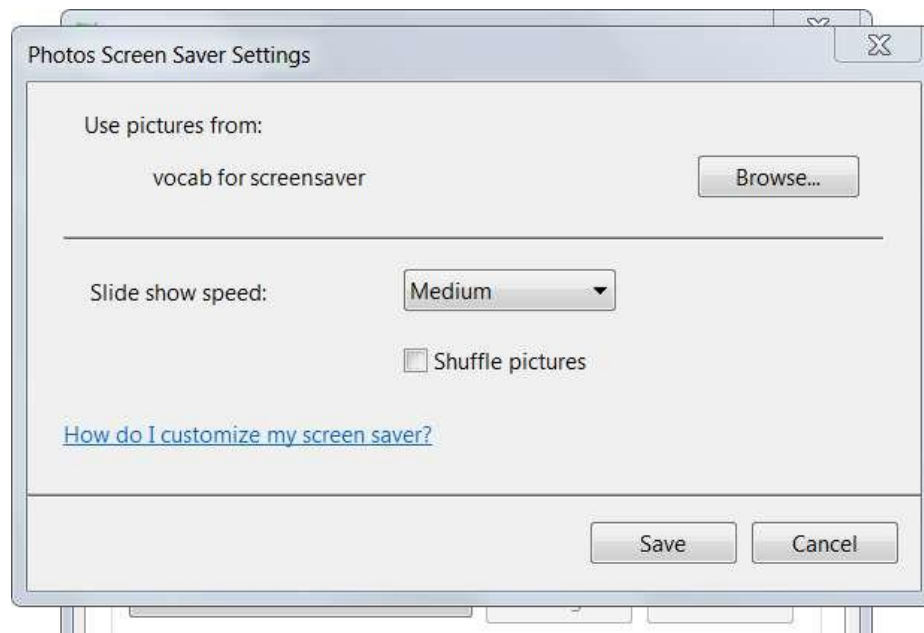 Photos Screen Saver Settings
Use pictures from:
vocab for screensaver
Browse...
Slide show speed:
Medium
Shuffle pictures
How do I customize my screen saver?
Save
Cancel